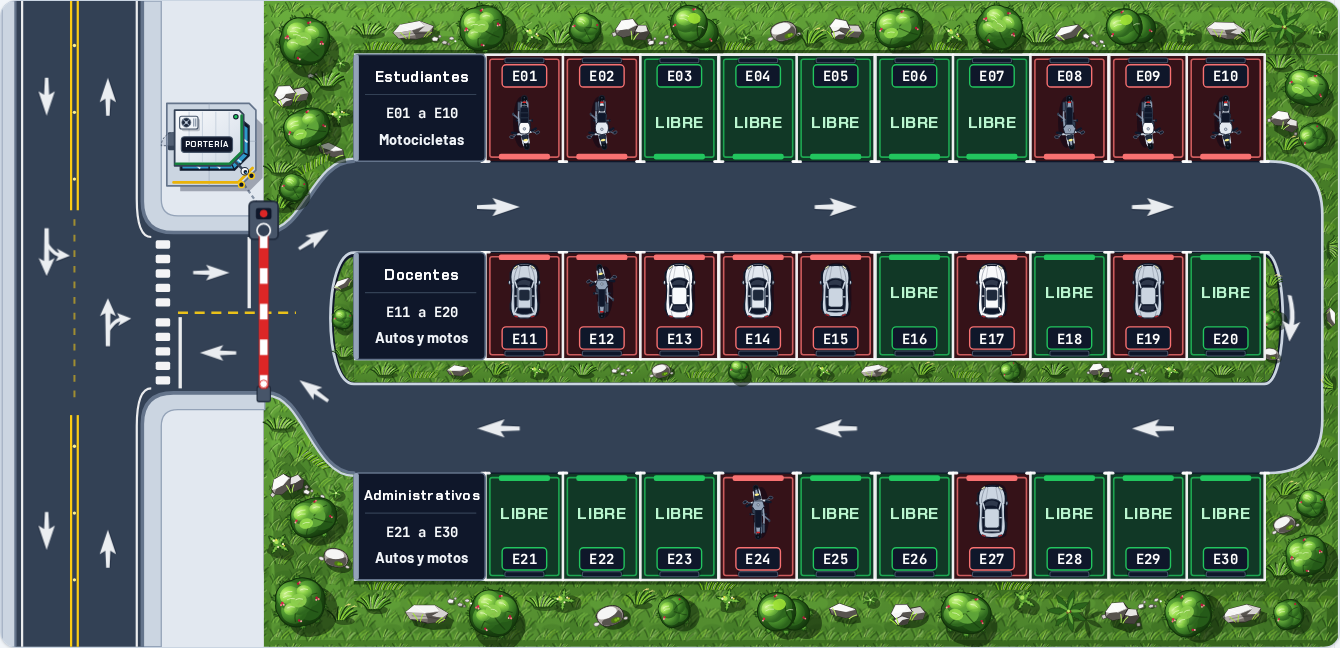 PORTERÍA
Estudiantes
E01 a E10
Motocicletas
E01
E02
E03
LIBRE
E04
LIBRE
E05
LIBRE
E06
LIBRE
E07
LIBRE
E08
E09
E10
Docentes
E11 a E20
Autos y motos
E11
E12
E13
E14
E15
LIBRE
E16
E17
LIBRE
E18
E19
LIBRE
E20
Administrativos
E21 a E30
Autos y motos
LIBRE
E21
LIBRE
E22
LIBRE
E23
E24
LIBRE
E25
LIBRE
E26
E27
LIBRE
E28
LIBRE
E29
LIBRE
E30